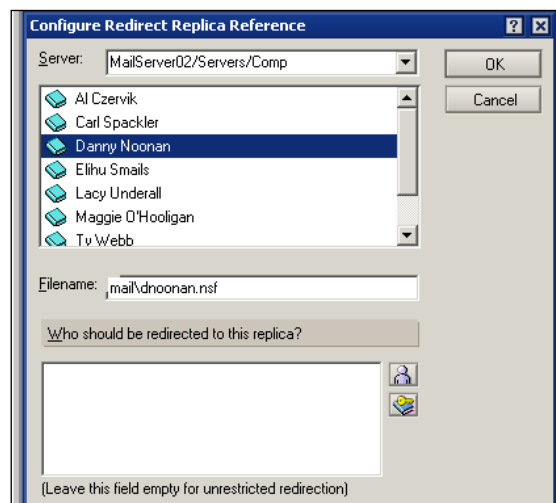 Configure Redirect Replica Reference
Server: MailServer02/Servers/Comp
OK
Cancel
Al Czervik
Carl Spackler
Danny Noonan
Elihu Smails
Lacy Underall
Maggie O'Hooligan
Ty Webb
Filename: mail\dnoonan.nsf
Who should be redirected to this replica?
(Leave this field empty for unrestricted redirection)